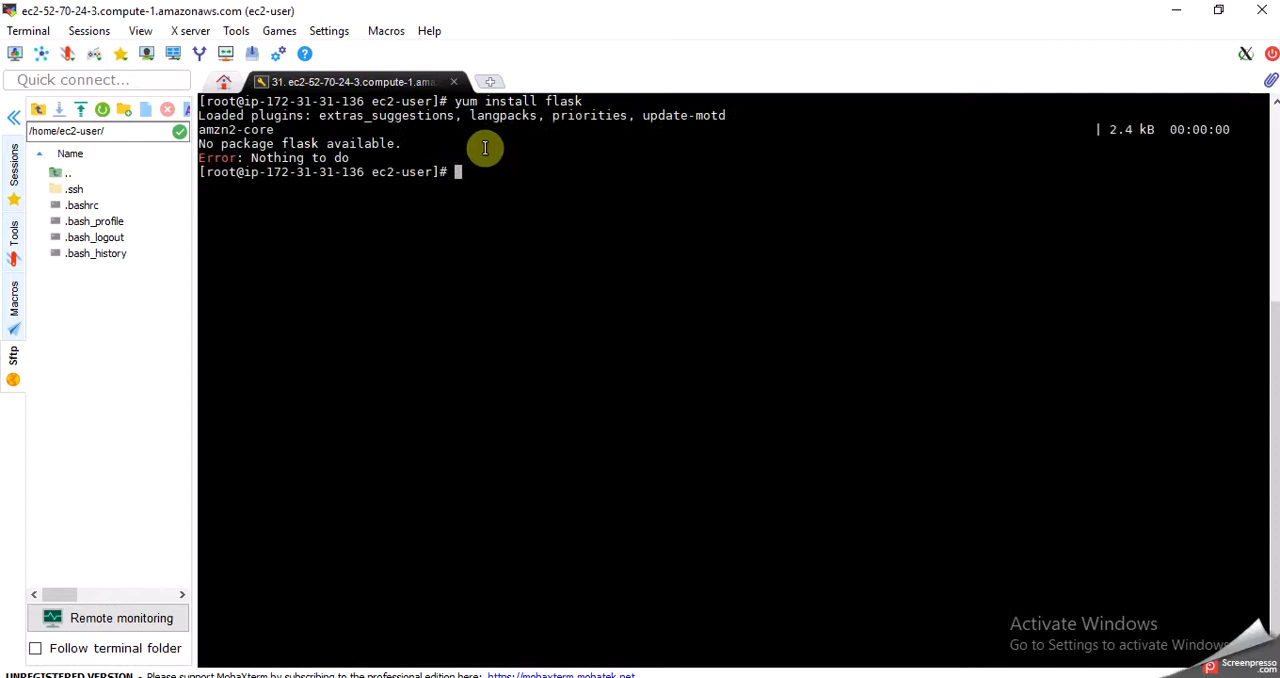 ec2-52-70-24-3.compute-1.amazonaws.com (ec2-user)
Terminal Sessions View X server Tools Games Settings Macros Help
Quick connect...
31. ec2-52-70-24-3.compute-1.ama.
/home/ec2-user/
Name
..
.ssh
.bashrc
.bash_profile
.bash_logout
.bash_history
Sessions
Tools
Macros
Sftp
[root@ip-172-31-31-136 ec2-user]# yum install flask
Loaded plugins: extras_suggestions, langpacks, priorities, update-motd
amzn2-core | 2.4 kB 00:00:00
No package flask available.
Error: Nothing to do
[root@ip-172-31-31-136 ec2-user]#
Remote monitoring
Follow terminal folder
Activate Windows
Go to Settings to activate Windows
Screenpresso
.com
UNREGISTERED VERSION - Please support MobaXterm by subscribing to the professional edition here: https://mobaxterm.mobatek.net